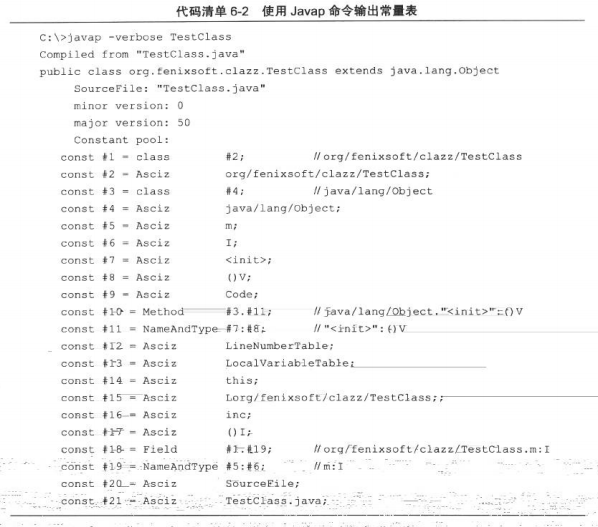 代码清单 6-2 使用 Javap 命令输出常量表
C:\>javap -verbose TestClass
Compiled from "TestClass.java"
public class org.fenixsoft.clazz.TestClass extends java.lang.Object
SourceFile: "TestClass.java"
minor version: 0
major version: 50
Constant pool:
const #1 = class #2; //org/fenixsoft/clazz/TestClass
const #2 = Asciz org/fenixsoft/clazz/TestClass;
const #3 = class #4; //java/lang/Object
const #4 = Asciz java/lang/Object;
const #5 = Asciz m;
const #6 = Asciz I;
const #7 = Asciz <init>;
const #8 = Asciz ()V;
const #9 = Asciz Code;
const #10 = Method #3.#11; //java/lang/Object."<init>":()V
const #11 = NameAndType #7:#8; //"<init>":()V
const #12 = Asciz LineNumberTable;
const #13 = Asciz LocalVariableTable;
const #14 = Asciz this;
const #15 = Asciz Lorg/fenixsoft/clazz/TestClass;;
const #16 = Asciz inc;
const #17 = Asciz ()I;
const #18 = Field #1.#19; //org/fenixsoft/clazz/TestClass.m:I
const #19 = NameAndType #5:#6; //m:I
const #20 = Asciz SourceFile;
const #21 = Asciz TestClass.java;